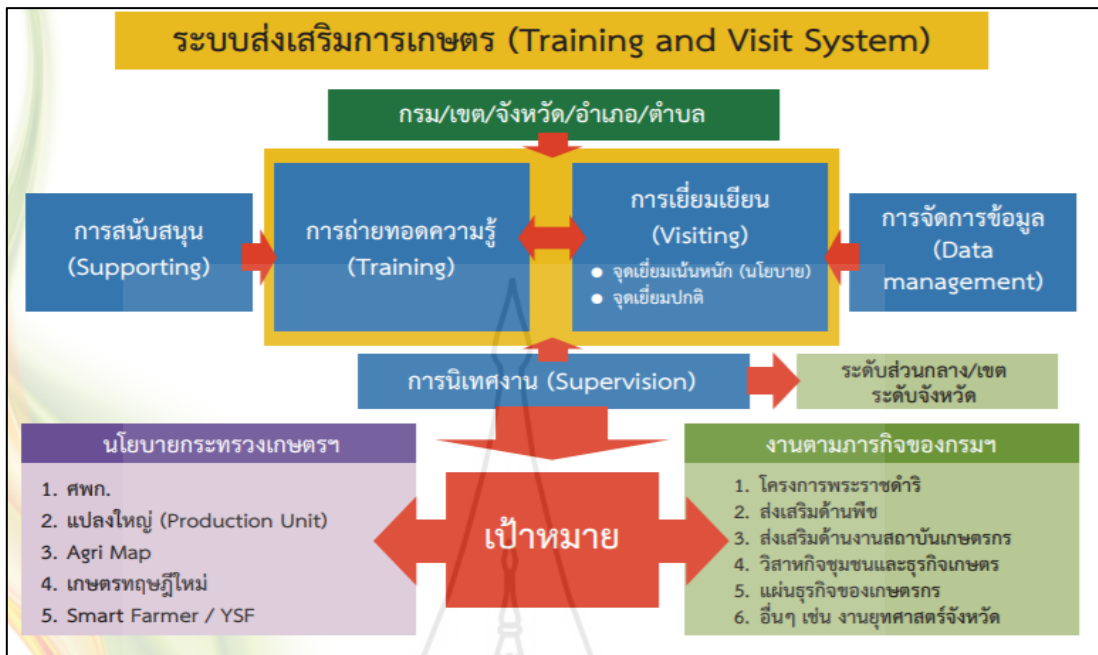 ระบบส่งเสริมการเกษตร (Training and Visit System)
กรม/เขต/จังหวัด/อำเภอ/ตำบล
การสนับสนุน
(Supporting)
การถ่ายทอดความรู้
(Training)
การเยี่ยมเยียน
(Visiting)
● จุดเยี่ยมเน้นหนัก (นโยบาย)
● จุดเยี่ยมปกติ
การจัดการข้อมูล
(Data
management)
การนิเทศงาน (Supervision)
ระดับส่วนกลาง/เขต
ระดับจังหวัด
นโยบายกระทรวงเกษตรฯ
1. ศพก.
2. แปลงใหญ่ (Production Unit)
3. Agri Map
4. เกษตรทฤษฎีใหม่
5. Smart Farmer / YSF
เป้าหมาย
งานตามภารกิจของกรมฯ
1. โครงการพระราชดำริ
2. ส่งเสริมด้านพืช
3. ส่งเสริมด้านงานสถาบันเกษตรกร
4. วิสาหกิจชุมชนและธุรกิจเกษตร
5. แผ่นธุรกิจของเกษตรกร
6. อื่นๆ เช่น งานยุทศาสตร์จังหวัด